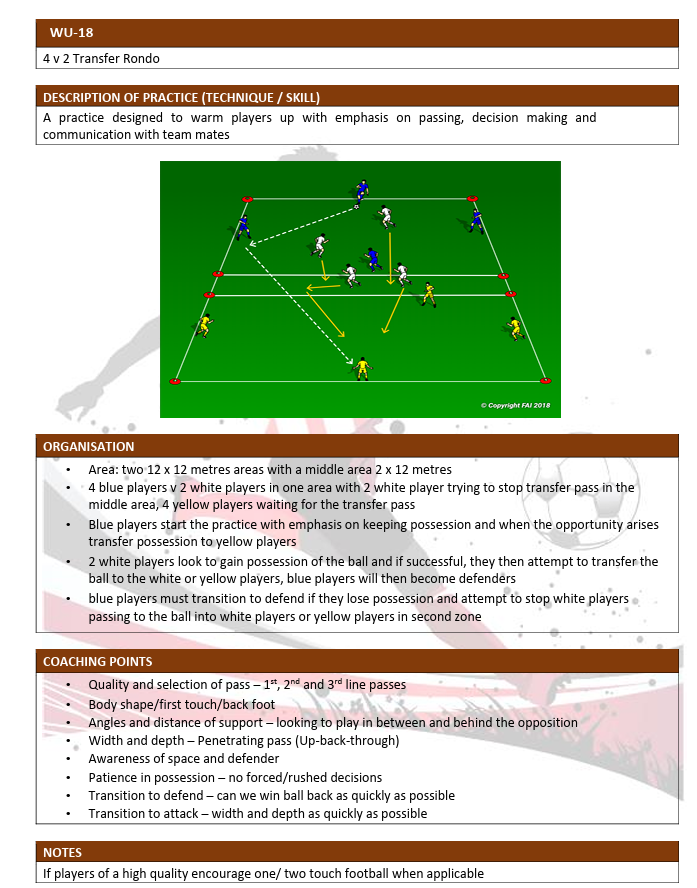 WU-18
4 v 2 Transfer Rondo
DESCRIPTION OF PRACTICE (TECHNIQUE / SKILL)
A practice designed to warm players up with emphasis on passing, decision making and
communication with team mates
© Copyright FAI 2018
ORGANISATION
• Area: two 12 x 12 metres areas with a middle area 2 x 12 metres
• 4 blue players v 2 white players in one area with 2 white player trying to stop transfer pass in the
middle area, 4 yellow players waiting for the transfer pass
• Blue players start the practice with emphasis on keeping possession and when the opportunity arises
transfer possession to yellow players
• 2 white players look to gain possession of the ball and if successful, they then attempt to transfer the
ball to the white or yellow players, blue players will then become defenders
• blue players must transition to defend if they lose possession and attempt to stop white players
passing to the ball into white players or yellow players in second zone
COACHING POINTS
• Quality and selection of pass – 1st, 2nd and 3rd line passes
• Body shape/first touch/back foot
• Angles and distance of support – looking to play in between and behind the opposition
• Width and depth – Penetrating pass (Up-back-through)
• Awareness of space and defender
• Patience in possession – no forced/rushed decisions
• Transition to defend – can we win ball back as quickly as possible
• Transition to attack – width and depth as quickly as possible
NOTES
If players of a high quality encourage one/ two touch football when applicable